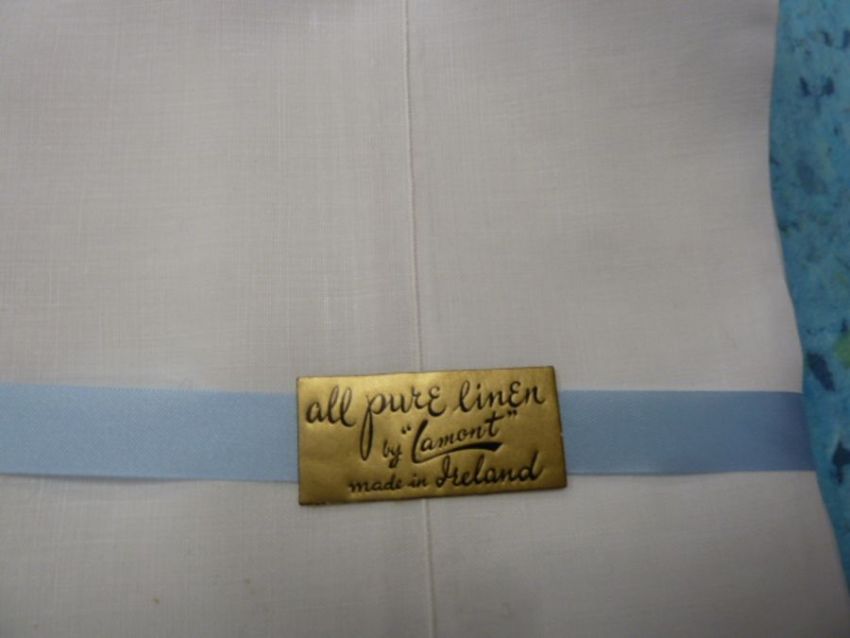 all purE linEn
by "Lamont"
made in Ireland